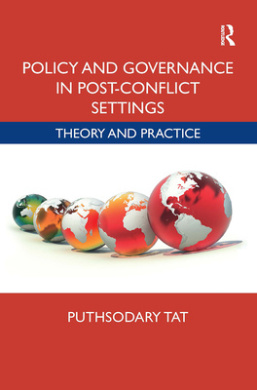 POLICY AND GOVERNANCE
IN POST-CONFLICT
SETTINGS
THEORY AND PRACTICE
PUTHSODARY TAT